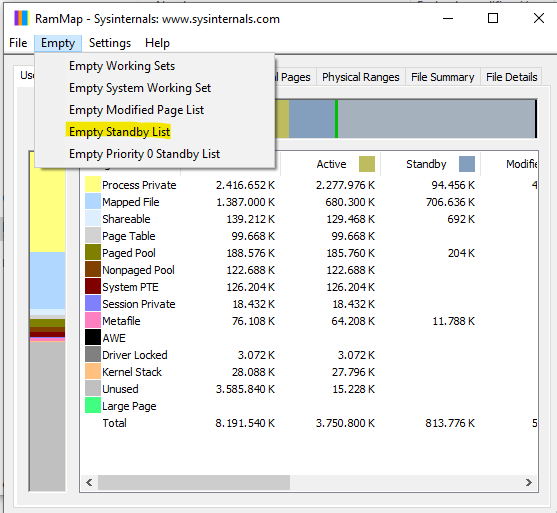 RamMap - Sysinternals: www.sysinternals.com
File Empty Settings Help
Empty Working Sets
Empty System Working Set
Empty Modified Page List
Empty Standby List
Empty Priority 0 Standby List
Pages Physical Ranges File Summary File Details
Active Standby
Process Private 2.416.652 K 2.277.976 K 94.456 K
Mapped File 1.387.000 K 680.300 K 706.636 K
Shareable 139.212 K 129.468 K 692 K
Page Table 99.668 K 99.668 K
Paged Pool 188.576 K 185.760 K 204 K
Nonpaged Pool 122.688 K 122.688 K
System PTE 126.204 K 126.204 K
Session Private 18.432 K 18.432 K
Metafile 76.108 K 64.208 K 11.788 K
AWE
Driver Locked 3.072 K 3.072 K
Kernel Stack 28.088 K 27.796 K
Unused 3.585.840 K 15.228 K
Large Page
Total 8.191.540 K 3.750.800 K 813.776 K